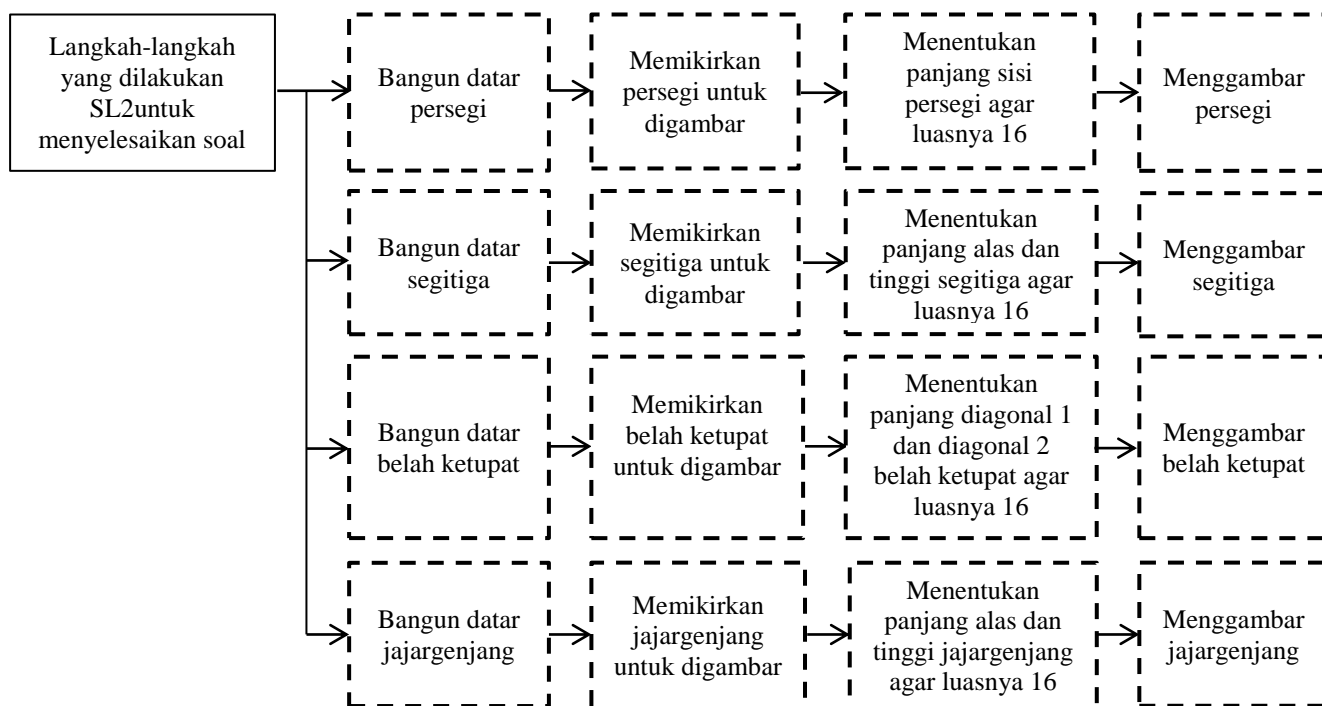 Langkah-langkah
yang dilakukan
SL2untuk
menyelesaikan soal
Bangun datar
persegi
Memikirkan
persegi untuk
digambar
Menentukan
panjang sisi
persegi agar
luasnya 16
Menggambar
persegi
Bangun datar
segitiga
Memikirkan
segitiga untuk
digambar
Menentukan
panjang alas dan
tinggi segitiga agar
luasnya 16
Menggambar
segitiga
Bangun datar
belah ketupat
Memikirkan
belah ketupat
untuk digambar
Menentukan
panjang diagonal 1
dan diagonal 2
belah ketupat agar
luasnya 16
Menggambar
belah ketupat
Bangun datar
jajargenjang
Memikirkan
jajargenjang
untuk digambar
Menentukan
panjang alas dan
tinggi jajargenjang
agar luasnya 16
Menggambar
jajargenjang